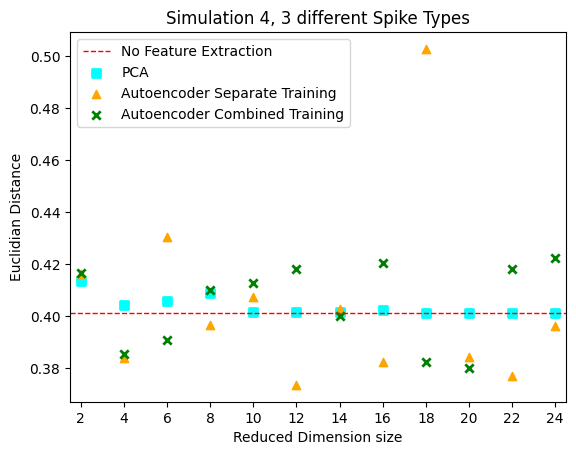 Simulation 4, 3 different Spike Types
No Feature Extraction
PCA
Autoencoder Separate Training
Autoencoder Combined Training
Euclidian Distance
0.50
0.48
0.46
0.44
0.42
0.40
0.38
2 4 6 8 10 12 14 16 18 20 22 24
Reduced Dimension size